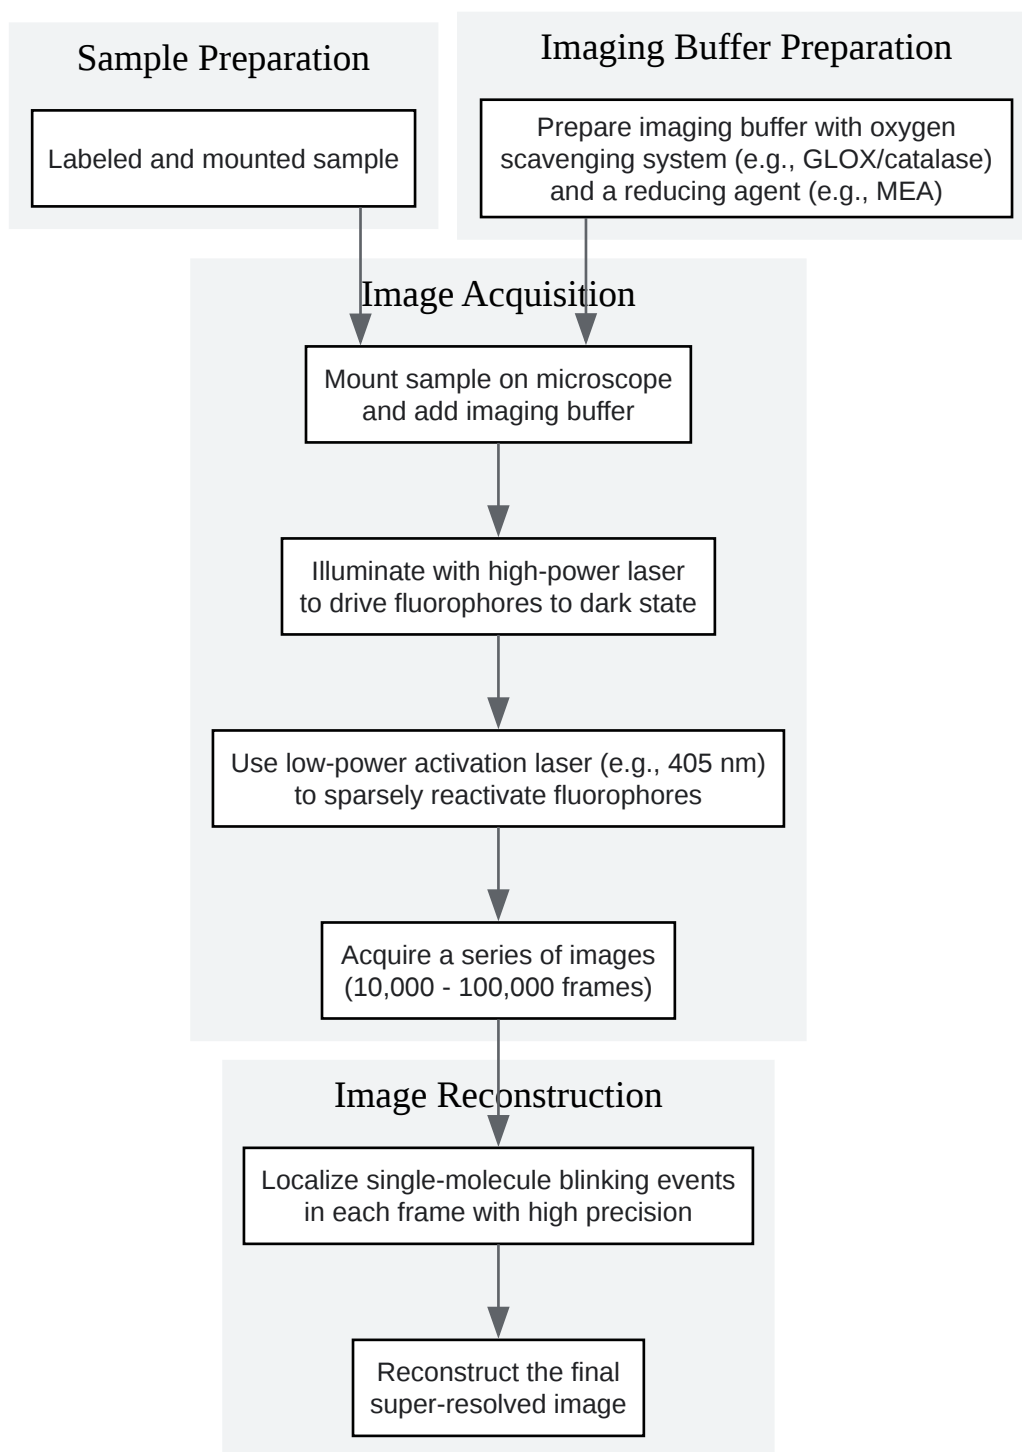 Sample Preparation
Labeled and mounted sample
Imaging Buffer Preparation
Prepare imaging buffer with oxygen
scavenging system (e.g., GLOX/catalase)
and a reducing agent (e.g., MEA)
Image Acquisition
Mount sample on microscope
and add imaging buffer
Illuminate with high-power laser
to drive fluorophores to dark state
Use low-power activation laser (e.g., 405 nm)
to sparsely reactivate fluorophores
Acquire a series of images
(10,000 - 100,000 frames)
Image Reconstruction
Localize single-molecule blinking events
in each frame with high precision
Reconstruct the final
super-resolved image